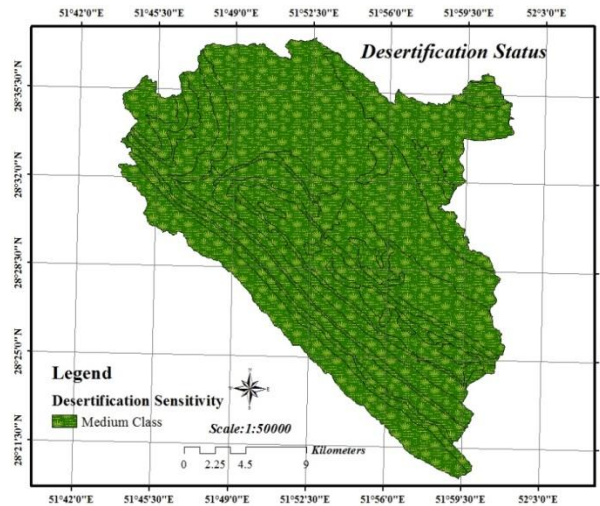 51°42'0"E 51°45'30"E 51°49'0"E 51°52'30"E 51°56'0"E 51°59'30"E 52°3'0"E
Desertification Status
28°35'30"N
28°32'0"N
28°28'30"N
28°25'0"N
28°21'30"N
Legend
Desertification Sensitivity
Medium Class
Scale:1:50000
Kilometers
0 2.25 4.5 9
51°42'0"E 51°45'30"E 51°49'0"E 51°52'30"E 51°56'0"E 51°59'30"E 52°3'0"E